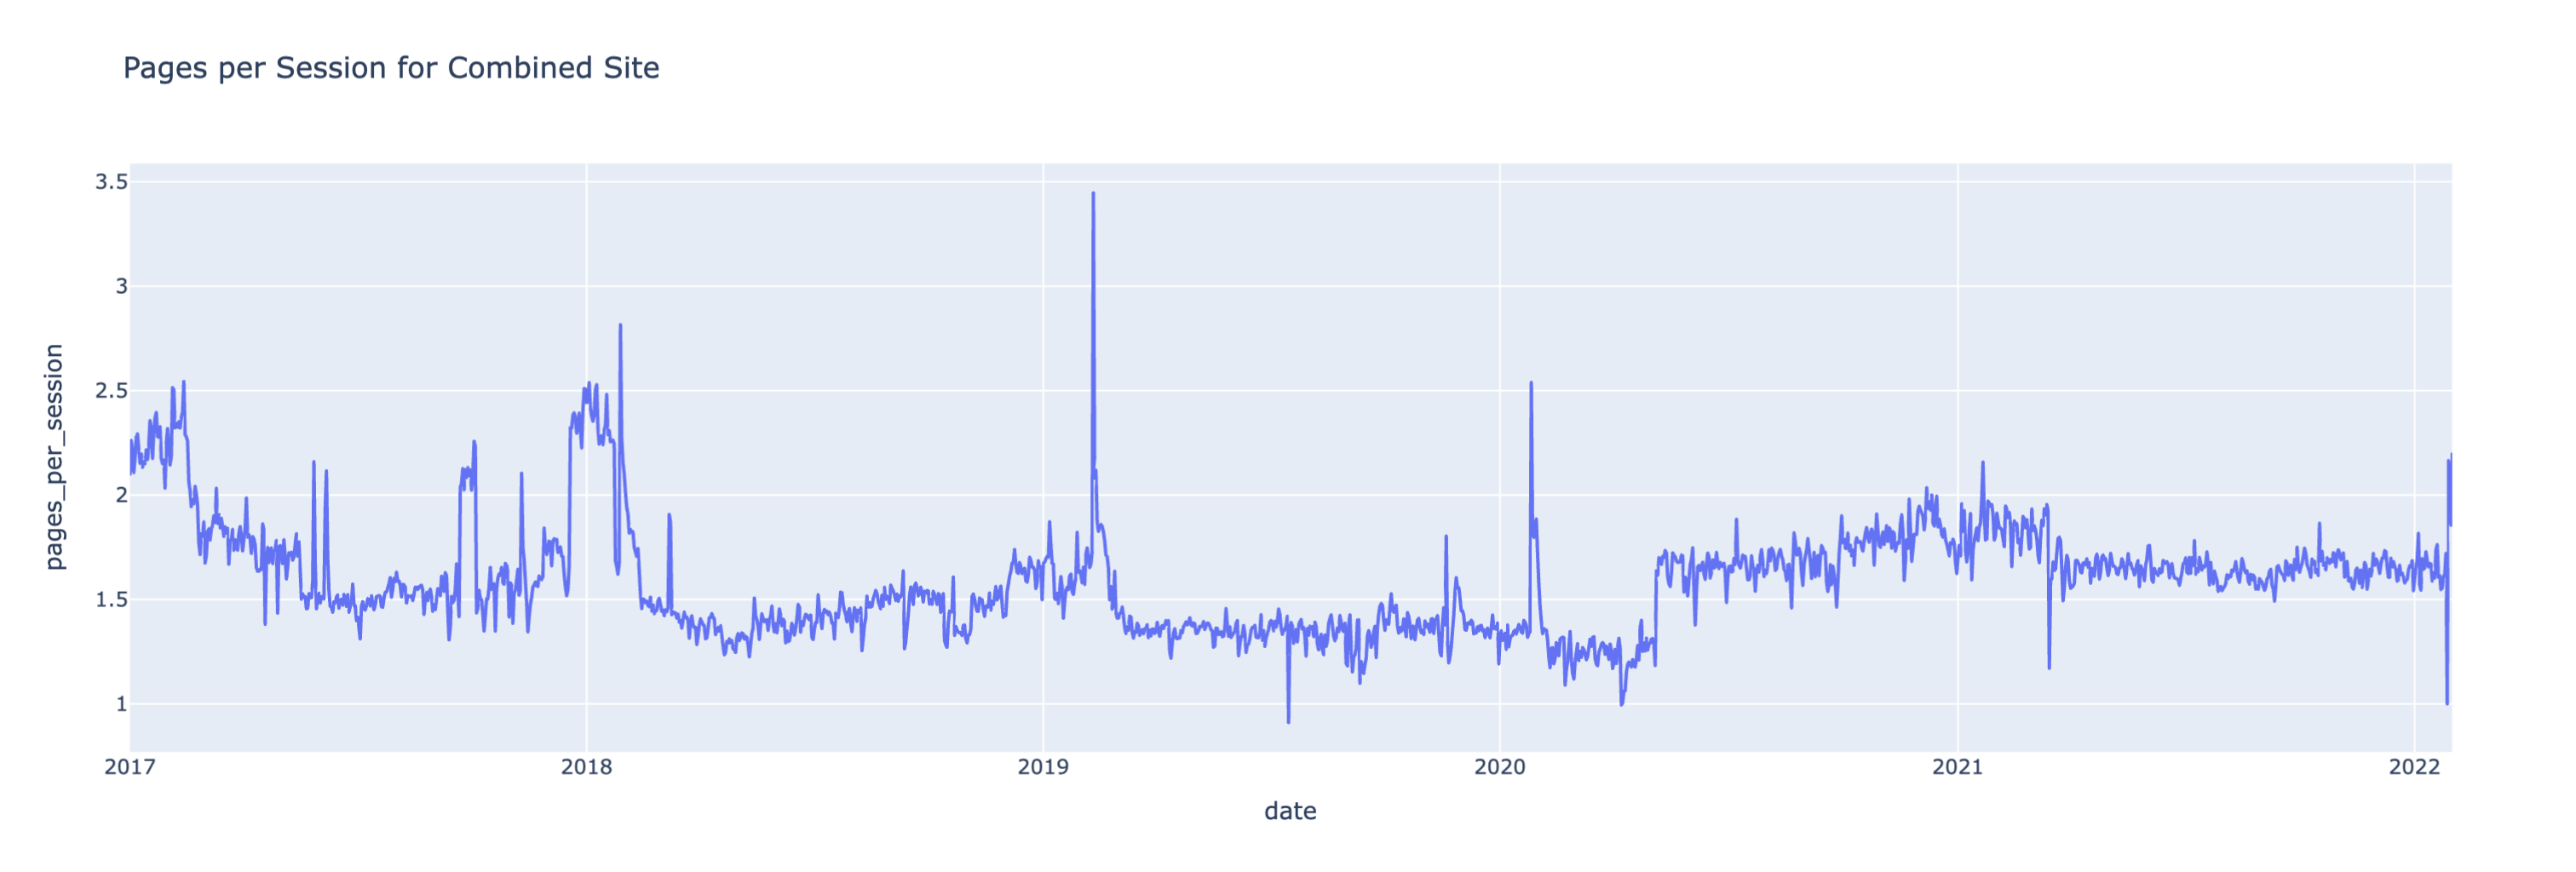 Pages per Session for Combined Site
3.5
3
2.5
2
1.5
1
pages_per_session
2017 2018 2019 2020 2021 2022
date